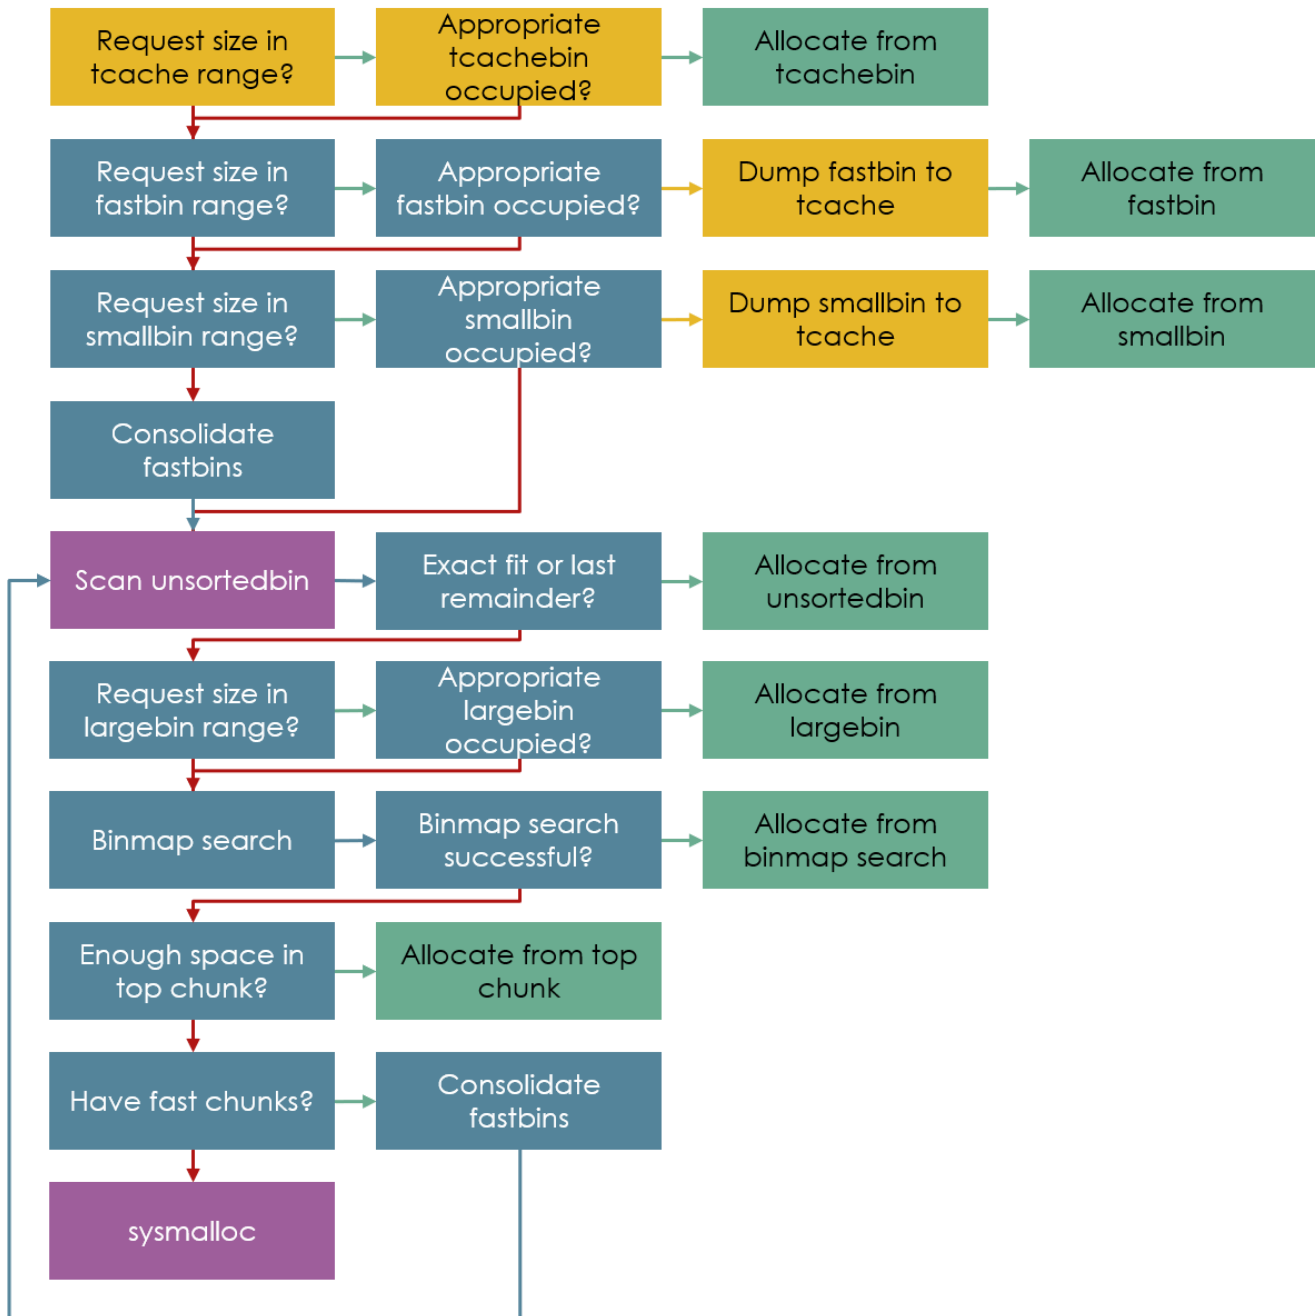 Request size in
tcache range?
Appropriate
tcachebin
occupied?
Allocate from
tcachebin
Request size in
fastbin range?
Appropriate
fastbin occupied?
Dump fastbin to
tcache
Allocate from
fastbin
Request size in
smallbin range?
Appropriate
smallbin
occupied?
Dump smallbin to
tcache
Allocate from
smallbin
Consolidate
fastbins
Scan unsortedbin
Exact fit or last
remainder?
Allocate from
unsortedbin
Request size in
largebin range?
Appropriate
largebin
occupied?
Allocate from
largebin
Binmap search
Binmap search
successful?
Allocate from
binmap search
Enough space in
top chunk?
Allocate from top
chunk
Have fast chunks?
Consolidate
fastbins
sysmalloc